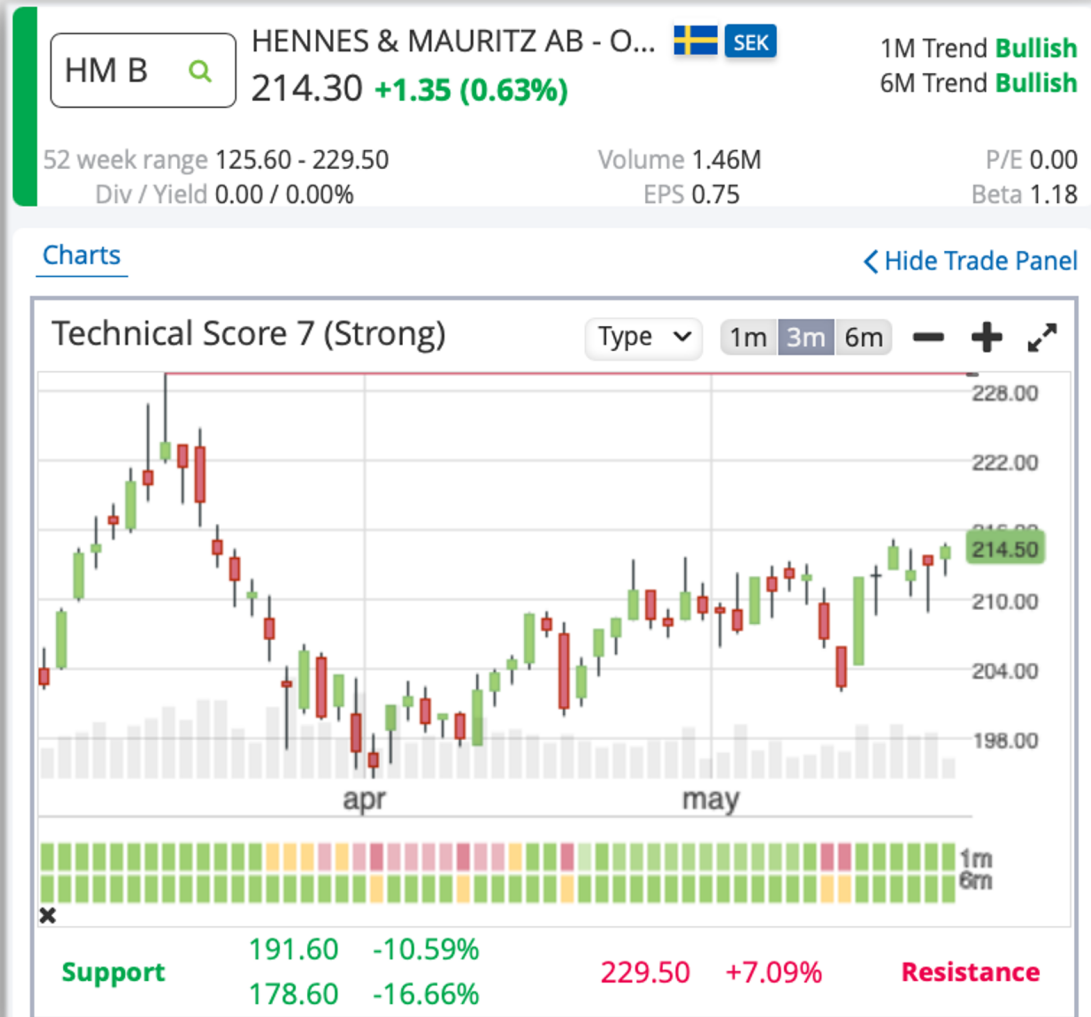 HM B
HENNES & MAURITZ AB - O...
SEK
214.30 +1.35 (0.63%)
1M Trend Bullish
6M Trend Bullish
52 week range 125.60 - 229.50
Volume 1.46M
P/E 0.00
Div / Yield 0.00 / 0.00%
EPS 0.75
Beta 1.18
Charts
Hide Trade Panel
Technical Score 7 (Strong)
Type
1m 3m 6m
228.00
222.00
216.00
214.50
210.00
204.00
198.00
apr may
1m
6m
Support
191.60 -10.59%
178.60 -16.66%
229.50 +7.09%
Resistance